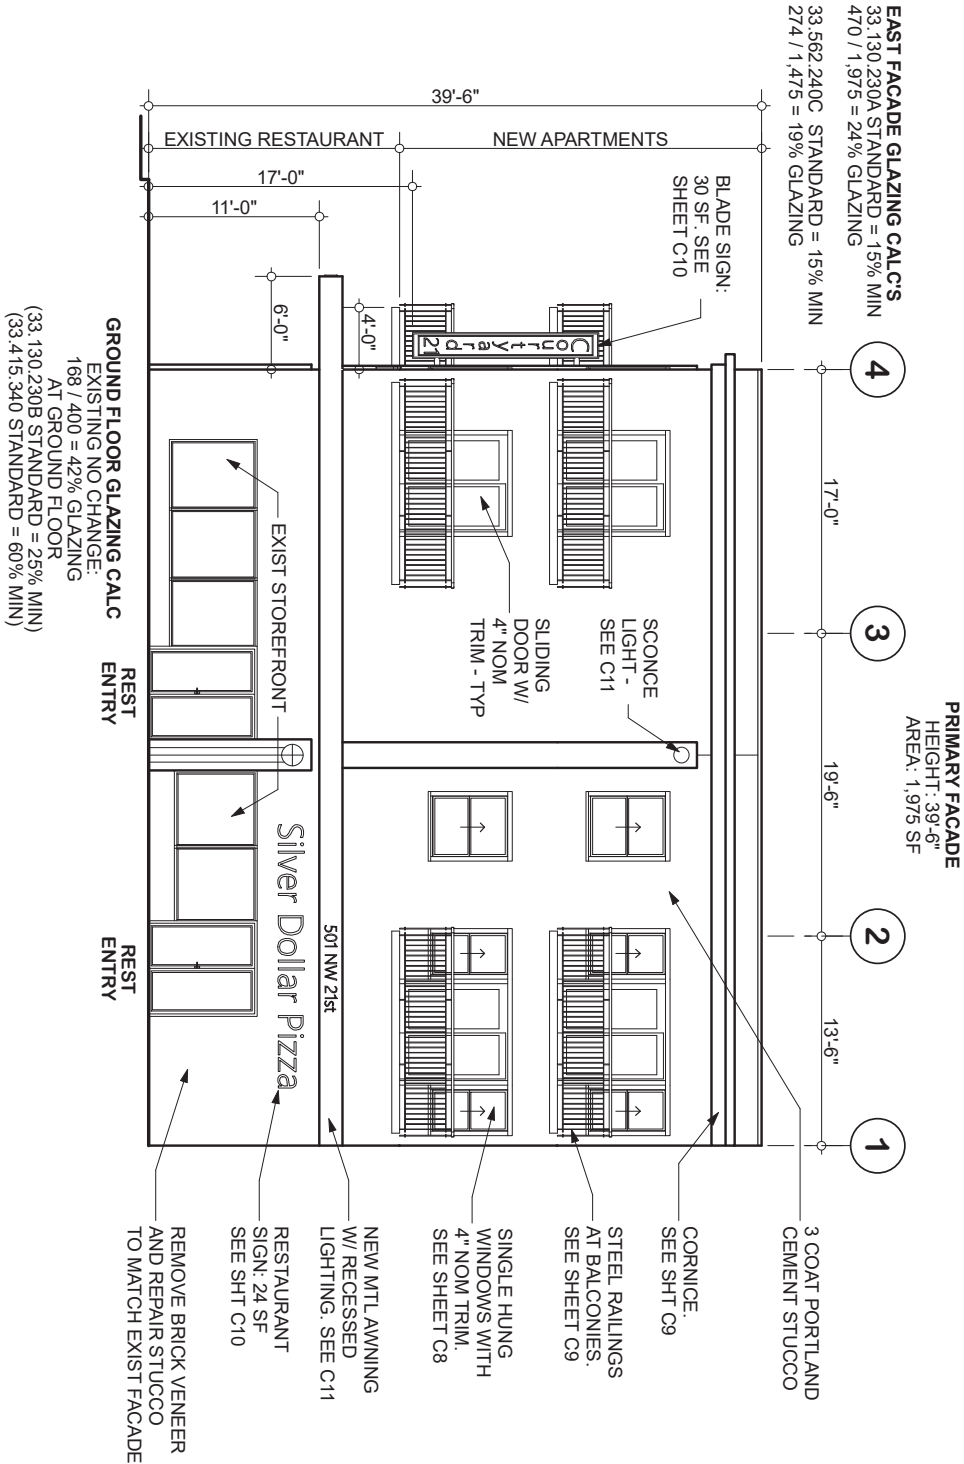 EAST FACADE GLAZING CALC'S
33.130.230A STANDARD = 15% MIN
470 / 1,975 = 24% GLAZING
33.562.240C STANDARD = 15% MIN
274 / 1,475 = 19% GLAZING
PRIMARY FACADE
HEIGHT: 39'-6"
AREA: 1,975 SF
4
3
2
1
17'-0"
19'-6"
13'-6"
39'-6"
NEW APARTMENTS
EXISTING RESTAURANT
17'-0"
11'-0"
BLADE SIGN:
30 SF. SEE
SHEET C10
4'-0"
6'-0"
Courtyard
21
SLIDING
DOOR W/
4" NOM
TRIM - TYP
SCONCE
LIGHT -
SEE C11
EXIST STOREFRONT
501 NW 21st
Silver Dollar Pizza
3 COAT PORTLAND
CEMENT STUCCO
CORNICE.
SEE SHT C9
STEEL RAILINGS
AT BALCONIES.
SEE SHEET C9
SINGLE HUNG
WINDOWS WITH
4" NOM TRIM.
SEE SHEET C8
NEW MTL AWNING
W/ RECESSED
LIGHTING. SEE C11
RESTAURANT
SIGN: 24 SF
SEE SHT C10
REMOVE BRICK VENEER
AND REPAIR STUCCO
TO MATCH EXIST FACADE
REST
ENTRY
REST
ENTRY
GROUND FLOOR GLAZING CALC
EXISTING NO CHANGE:
168 / 400 = 42% GLAZING
AT GROUND FLOOR
(33.130.230B STANDARD = 25% MIN)
(33.415.340 STANDARD = 60% MIN)